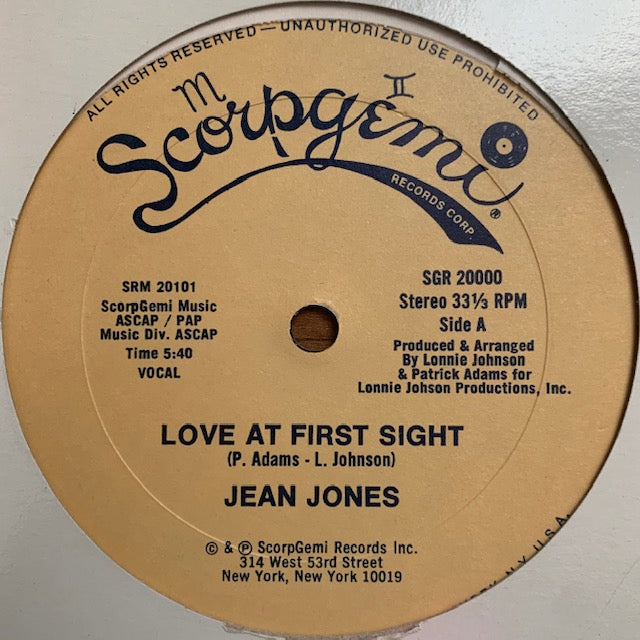 ALL RIGHTS RESERVED — UNAUTHORIZED USE PROHIBITED
Scorpgemi
®
RECORDS CORP
SRM 20101
ScorpGemi Music
ASCAP / PAP
Music Div. ASCAP
Time 5:40
VOCAL
SGR 20000
Stereo 33⅓ RPM
Side A
Produced & Arranged
By Lonnie Johnson
& Patrick Adams for
Lonnie Johson Productions, Inc.
LOVE AT FIRST SIGHT
(P. Adams - L. Johnson)
JEAN JONES
© & ℗ ScorpGemi Records Inc.
314 West 53rd Street
New York, New York 10019
N.Y. U.S.A.